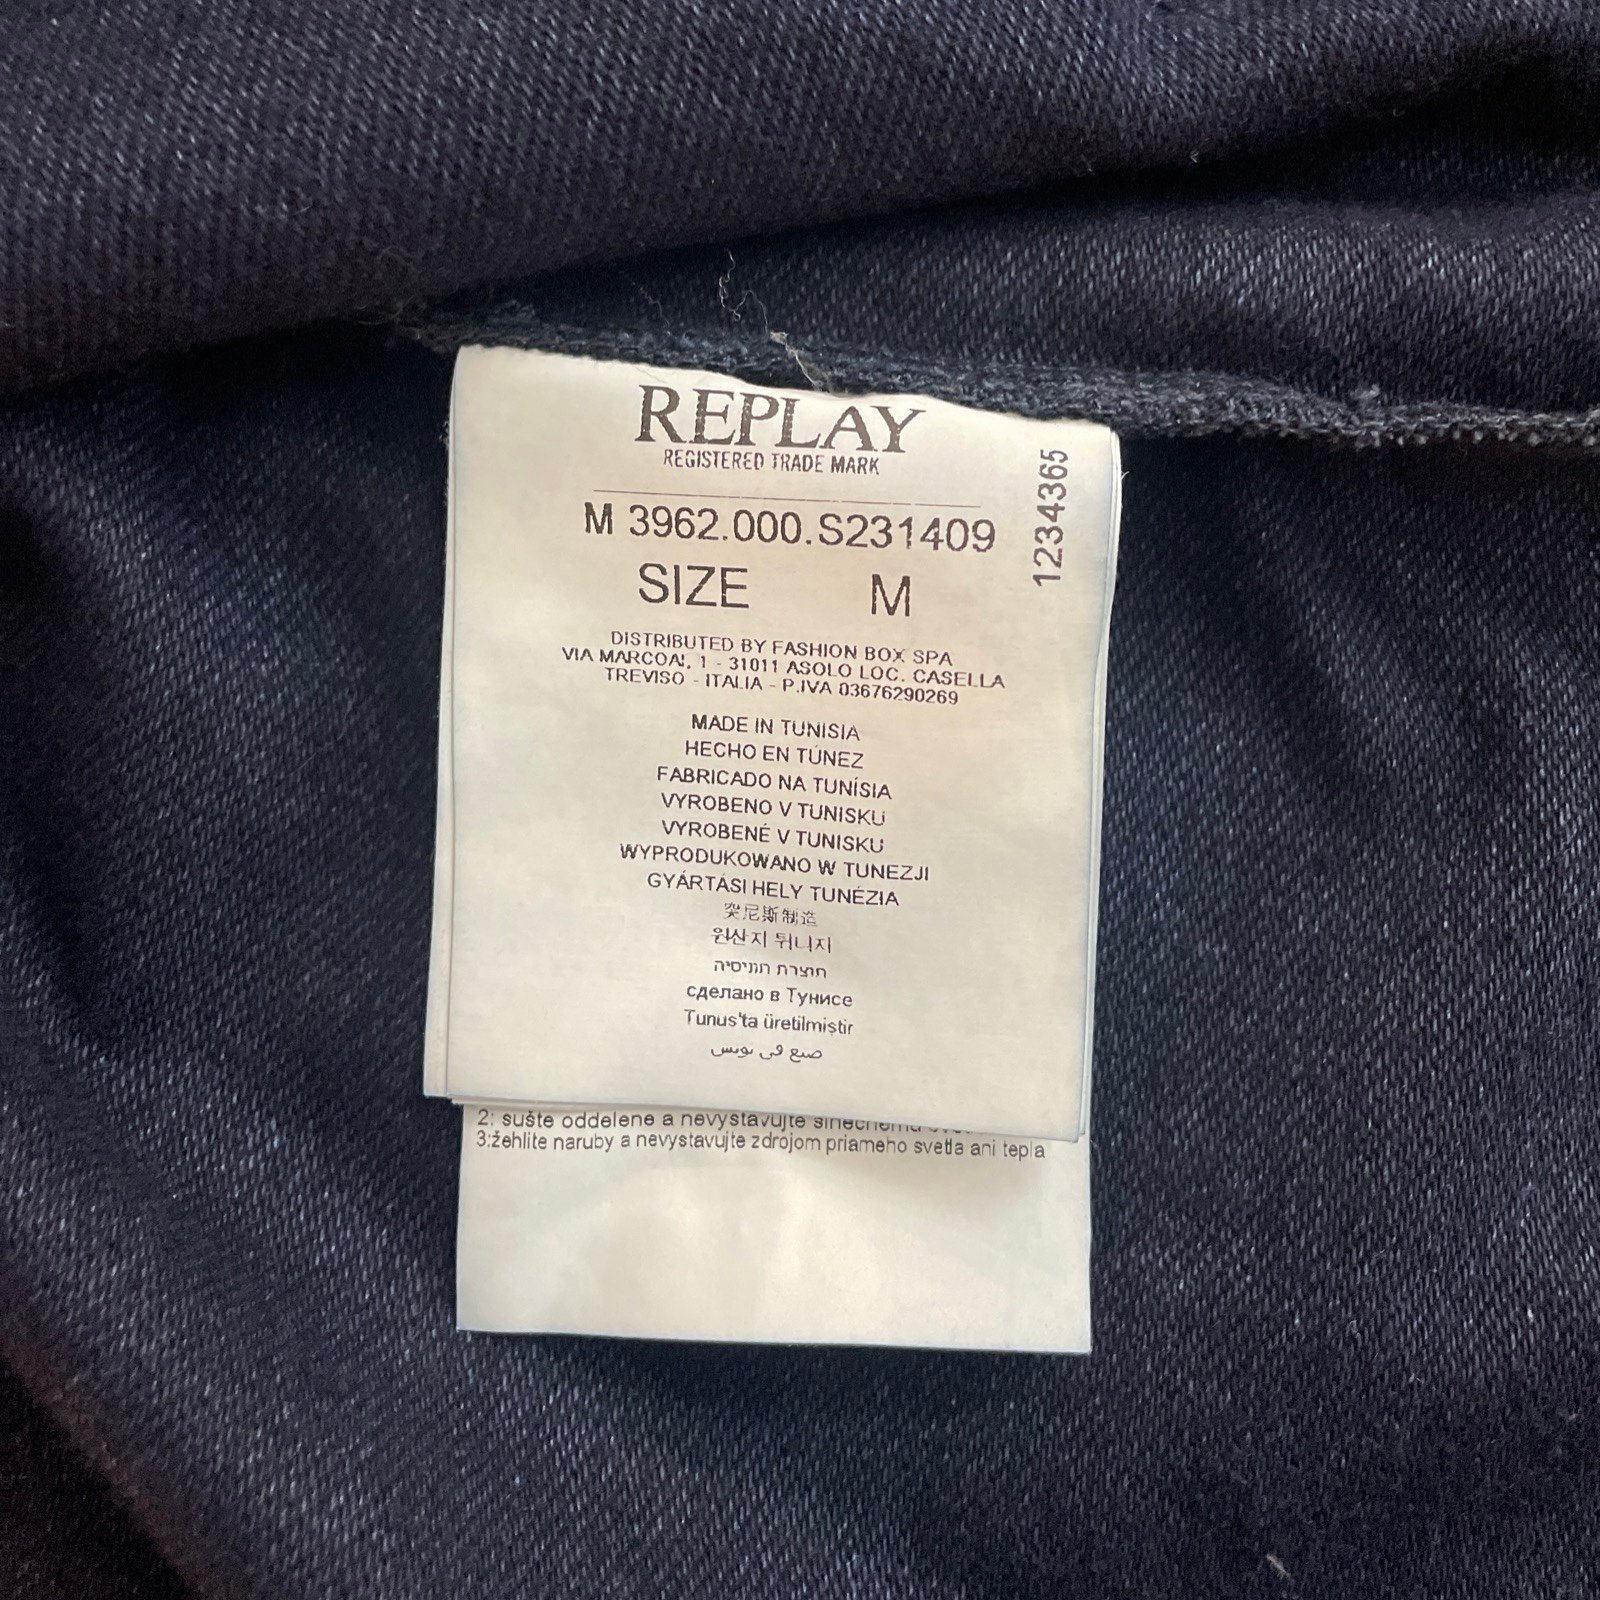 REPLAY
REGISTERED TRADE MARK
M 3962.000.S231409
1234365
SIZE M
DISTRIBUTED BY FASHION BOX SPA
VIA MARCOAI, 1 - 31011 ASOLO LOC. CASELLA
TREVISO - ITALIA - P.IVA 03676290269
MADE IN TUNISIA
HECHO EN TÚNEZ
FABRICADO NA TUNÍSIA
VYROBENO V TUNISKU
VYROBENÉ V TUNISKU
WYPRODUKOWANO W TUNEZJI
GYÁRTÁSI HELY TUNÉZIA
突尼斯制造
원산지 튀니지
תוצרת תוניסיה
сделано в Тунисе
Tunus'ta üretilmiştir
صنع في تونس
2: sušte oddelene a nevystavujte slnečnému
3:žehlite naruby a nevystavujte zdrojom priameho svetla ani tepla